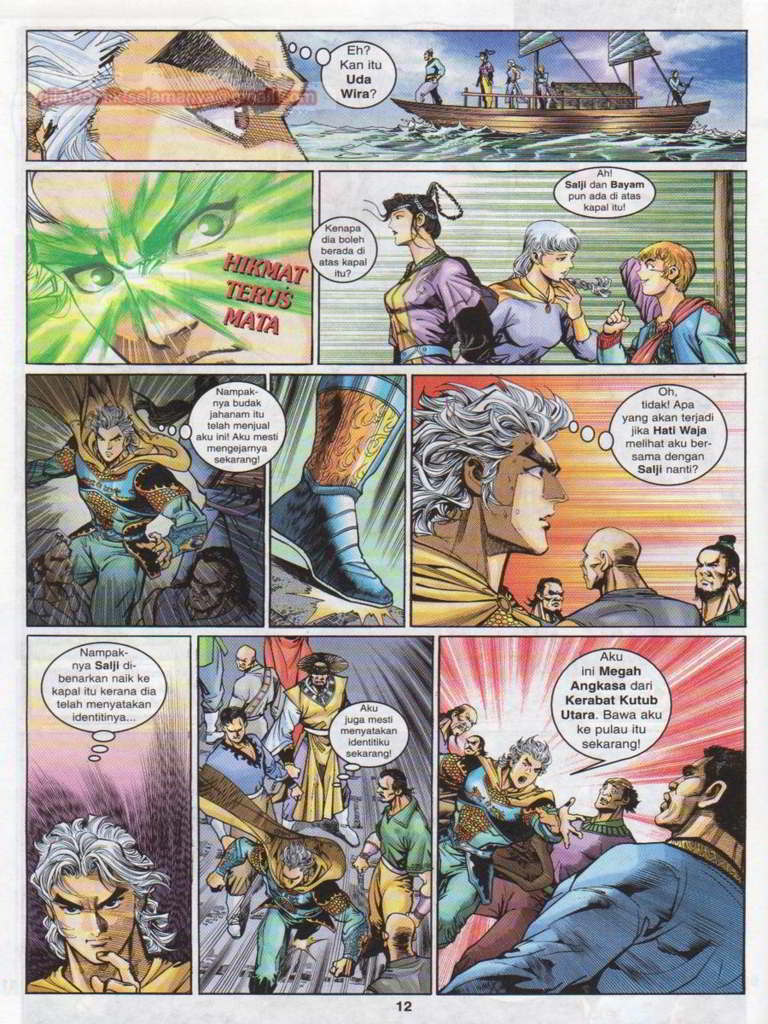 Eh?
Kan itu
Uda
Wira?
HIKMAT
TERUS
MATA
Kenapa
dia boleh
berada di
atas kapal
itu?
Ah!
Salji dan Bayam
pun ada di atas
kapal itu!
Nampak-
nya budak
jahanam itu
telah menjual
aku ini! Aku mesti
mengejarnya
sekarang!
Oh,
tidak! Apa
yang akan terjadi
jika Hati Waja
melihat aku ber-
sama dengan
Salji nanti?
Nampak-
nya Salji di-
benarkan naik ke
kapal itu kerana dia
telah menyatakan
identitinya...
Aku
juga mesti
menyatakan
identitiku
sekarang!
Aku
ini Megah
Angkasa dari
Kerabat Kutub
Utara. Bawa aku
ke pulau itu
sekarang!
12